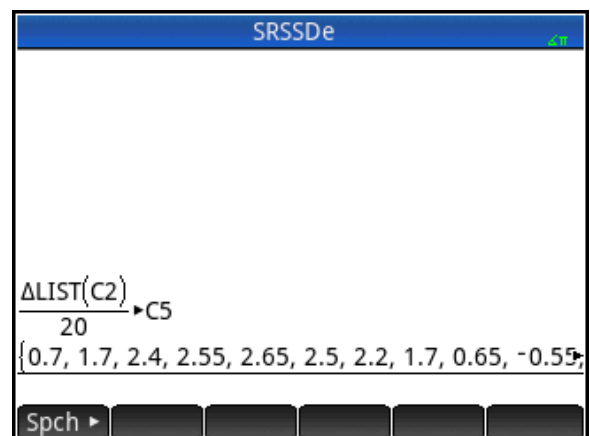 SRSSDe
∡π
ΔLIST(C2)
20
▶C5
{0.7, 1.7, 2.4, 2.55, 2.65, 2.5, 2.2, 1.7, 0.65, -0.55,
Spch ▶